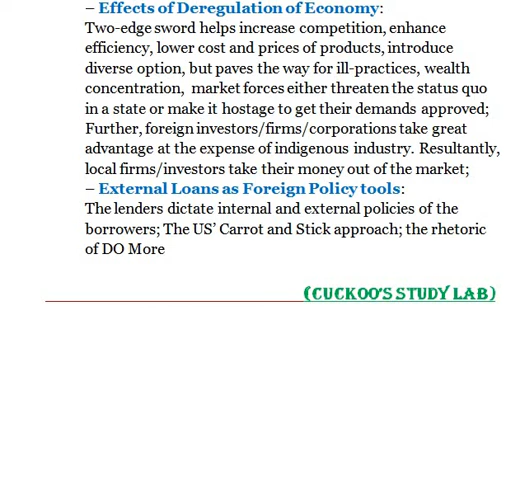 – Effects of Deregulation of Economy:
Two-edge sword helps increase competition, enhance
efficiency, lower cost and prices of products, introduce
diverse option, but paves the way for ill-practices, wealth
concentration, market forces either threaten the status quo
in a state or make it hostage to get their demands approved;
Further, foreign investors/firms/corporations take great
advantage at the expense of indigenous industry. Resultantly,
local firms/investors take their money out of the market;
– External Loans as Foreign Policy tools:
The lenders dictate internal and external policies of the
borrowers; The US’ Carrot and Stick approach; the rhetoric
of DO More
(CUCKOO'S STUDY LAB)